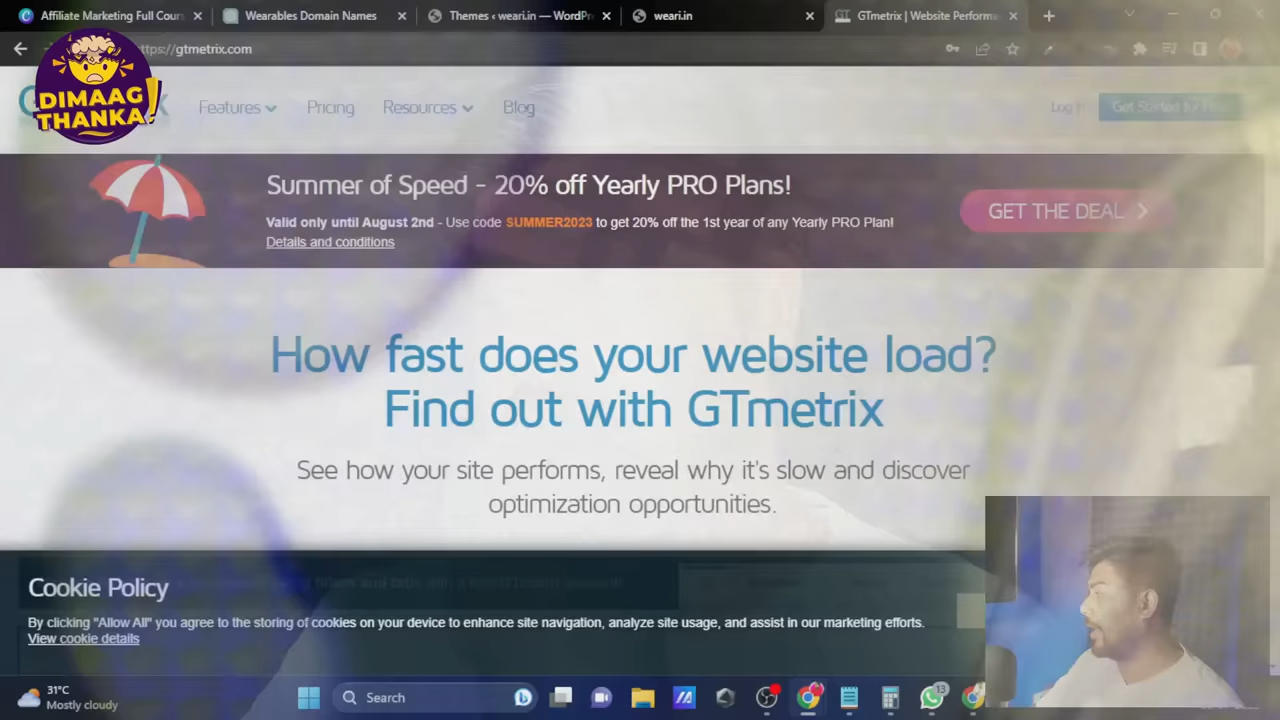 Affiliate Marketing Full Cours
Wearables Domain Names
Themes ‹ weari.in — WordPr
weari.in
GTmetrix | Website Performa
https://gtmetrix.com
DIMAAG
THANKA!
Features
Pricing
Resources
Blog
Log in
Summer of Speed - 20% off Yearly PRO Plans!
Valid only until August 2nd - Use code SUMMER2023 to get 20% off the 1st year of any Yearly PRO Plan!
Details and conditions
GET THE DEAL
How fast does your website load?
Find out with GTmetrix
See how your site performs, reveal why it's slow and discover
optimization opportunities.
Cookie Policy
By clicking "Allow All" you agree to the storing of cookies on your device to enhance site navigation, analyze site usage, and assist in our marketing efforts.
View cookie details
31°C
Mostly cloudy
Search
13